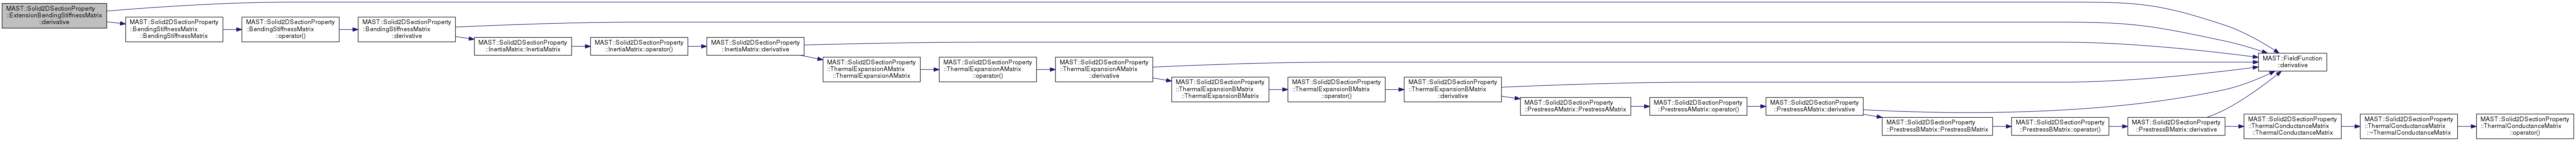 MAST::Solid2DSectionProperty
::ExtensionBendingStiffnessMatrix
::derivative
MAST::Solid2DSectionProperty
::BendingStiffnessMatrix
::BendingStiffnessMatrix
MAST::Solid2DSectionProperty
::BendingStiffnessMatrix
::operator()
MAST::Solid2DSectionProperty
::BendingStiffnessMatrix
::derivative
MAST::Solid2DSectionProperty
::InertiaMatrix::InertiaMatrix
MAST::Solid2DSectionProperty
::InertiaMatrix::operator()
MAST::Solid2DSectionProperty
::InertiaMatrix::derivative
MAST::Solid2DSectionProperty
::ThermalExpansionAMatrix
::ThermalExpansionAMatrix
MAST::Solid2DSectionProperty
::ThermalExpansionAMatrix
::operator()
MAST::Solid2DSectionProperty
::ThermalExpansionAMatrix
::derivative
MAST::Solid2DSectionProperty
::ThermalExpansionBMatrix
::ThermalExpansionBMatrix
MAST::Solid2DSectionProperty
::ThermalExpansionBMatrix
::operator()
MAST::Solid2DSectionProperty
::ThermalExpansionBMatrix
::derivative
MAST::Solid2DSectionProperty
::PrestressAMatrix::PrestressAMatrix
MAST::Solid2DSectionProperty
::PrestressAMatrix::operator()
MAST::Solid2DSectionProperty
::PrestressAMatrix::derivative
MAST::Solid2DSectionProperty
::PrestressBMatrix::PrestressBMatrix
MAST::Solid2DSectionProperty
::PrestressBMatrix::operator()
MAST::Solid2DSectionProperty
::PrestressBMatrix::derivative
MAST::FieldFunction
::derivative
MAST::Solid2DSectionProperty
::ThermalConductanceMatrix
::ThermalConductanceMatrix
MAST::Solid2DSectionProperty
::ThermalConductanceMatrix
::~ThermalConductanceMatrix
MAST::Solid2DSectionProperty
::ThermalConductanceMatrix
::operator()